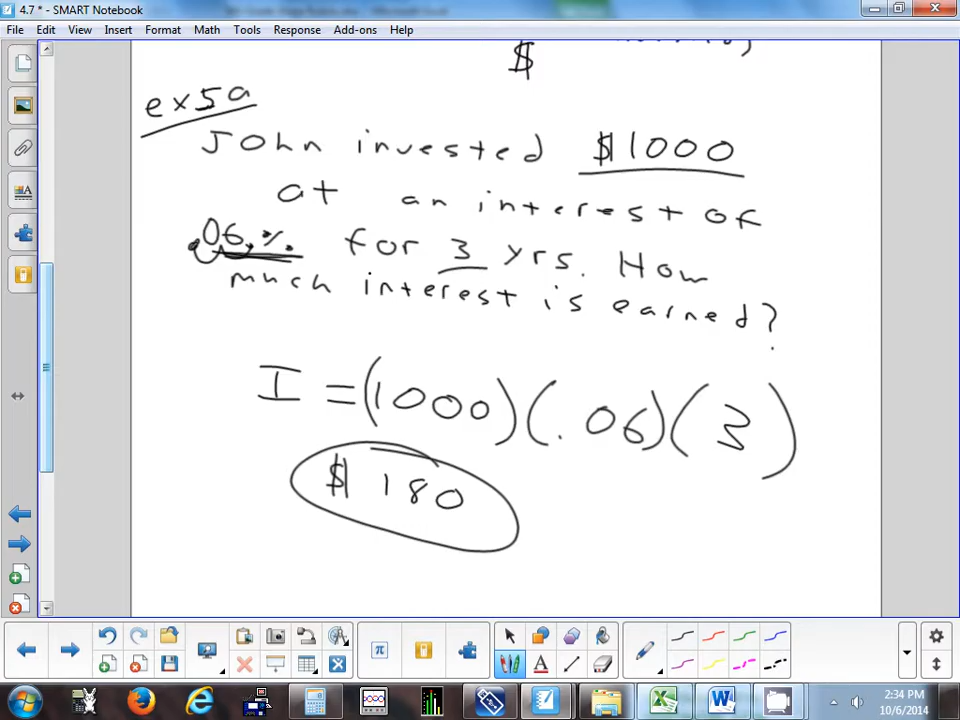 4.7 * - SMART Notebook
File Edit View Insert Format Math Tools Response Add-ons Help
$
ex5a
John invested $1000
at an interest of
.06.%. for 3 yrs. How
much interest is earned?
I = (1000)(.06)(3)
$180
2:34 PM
10/6/2014